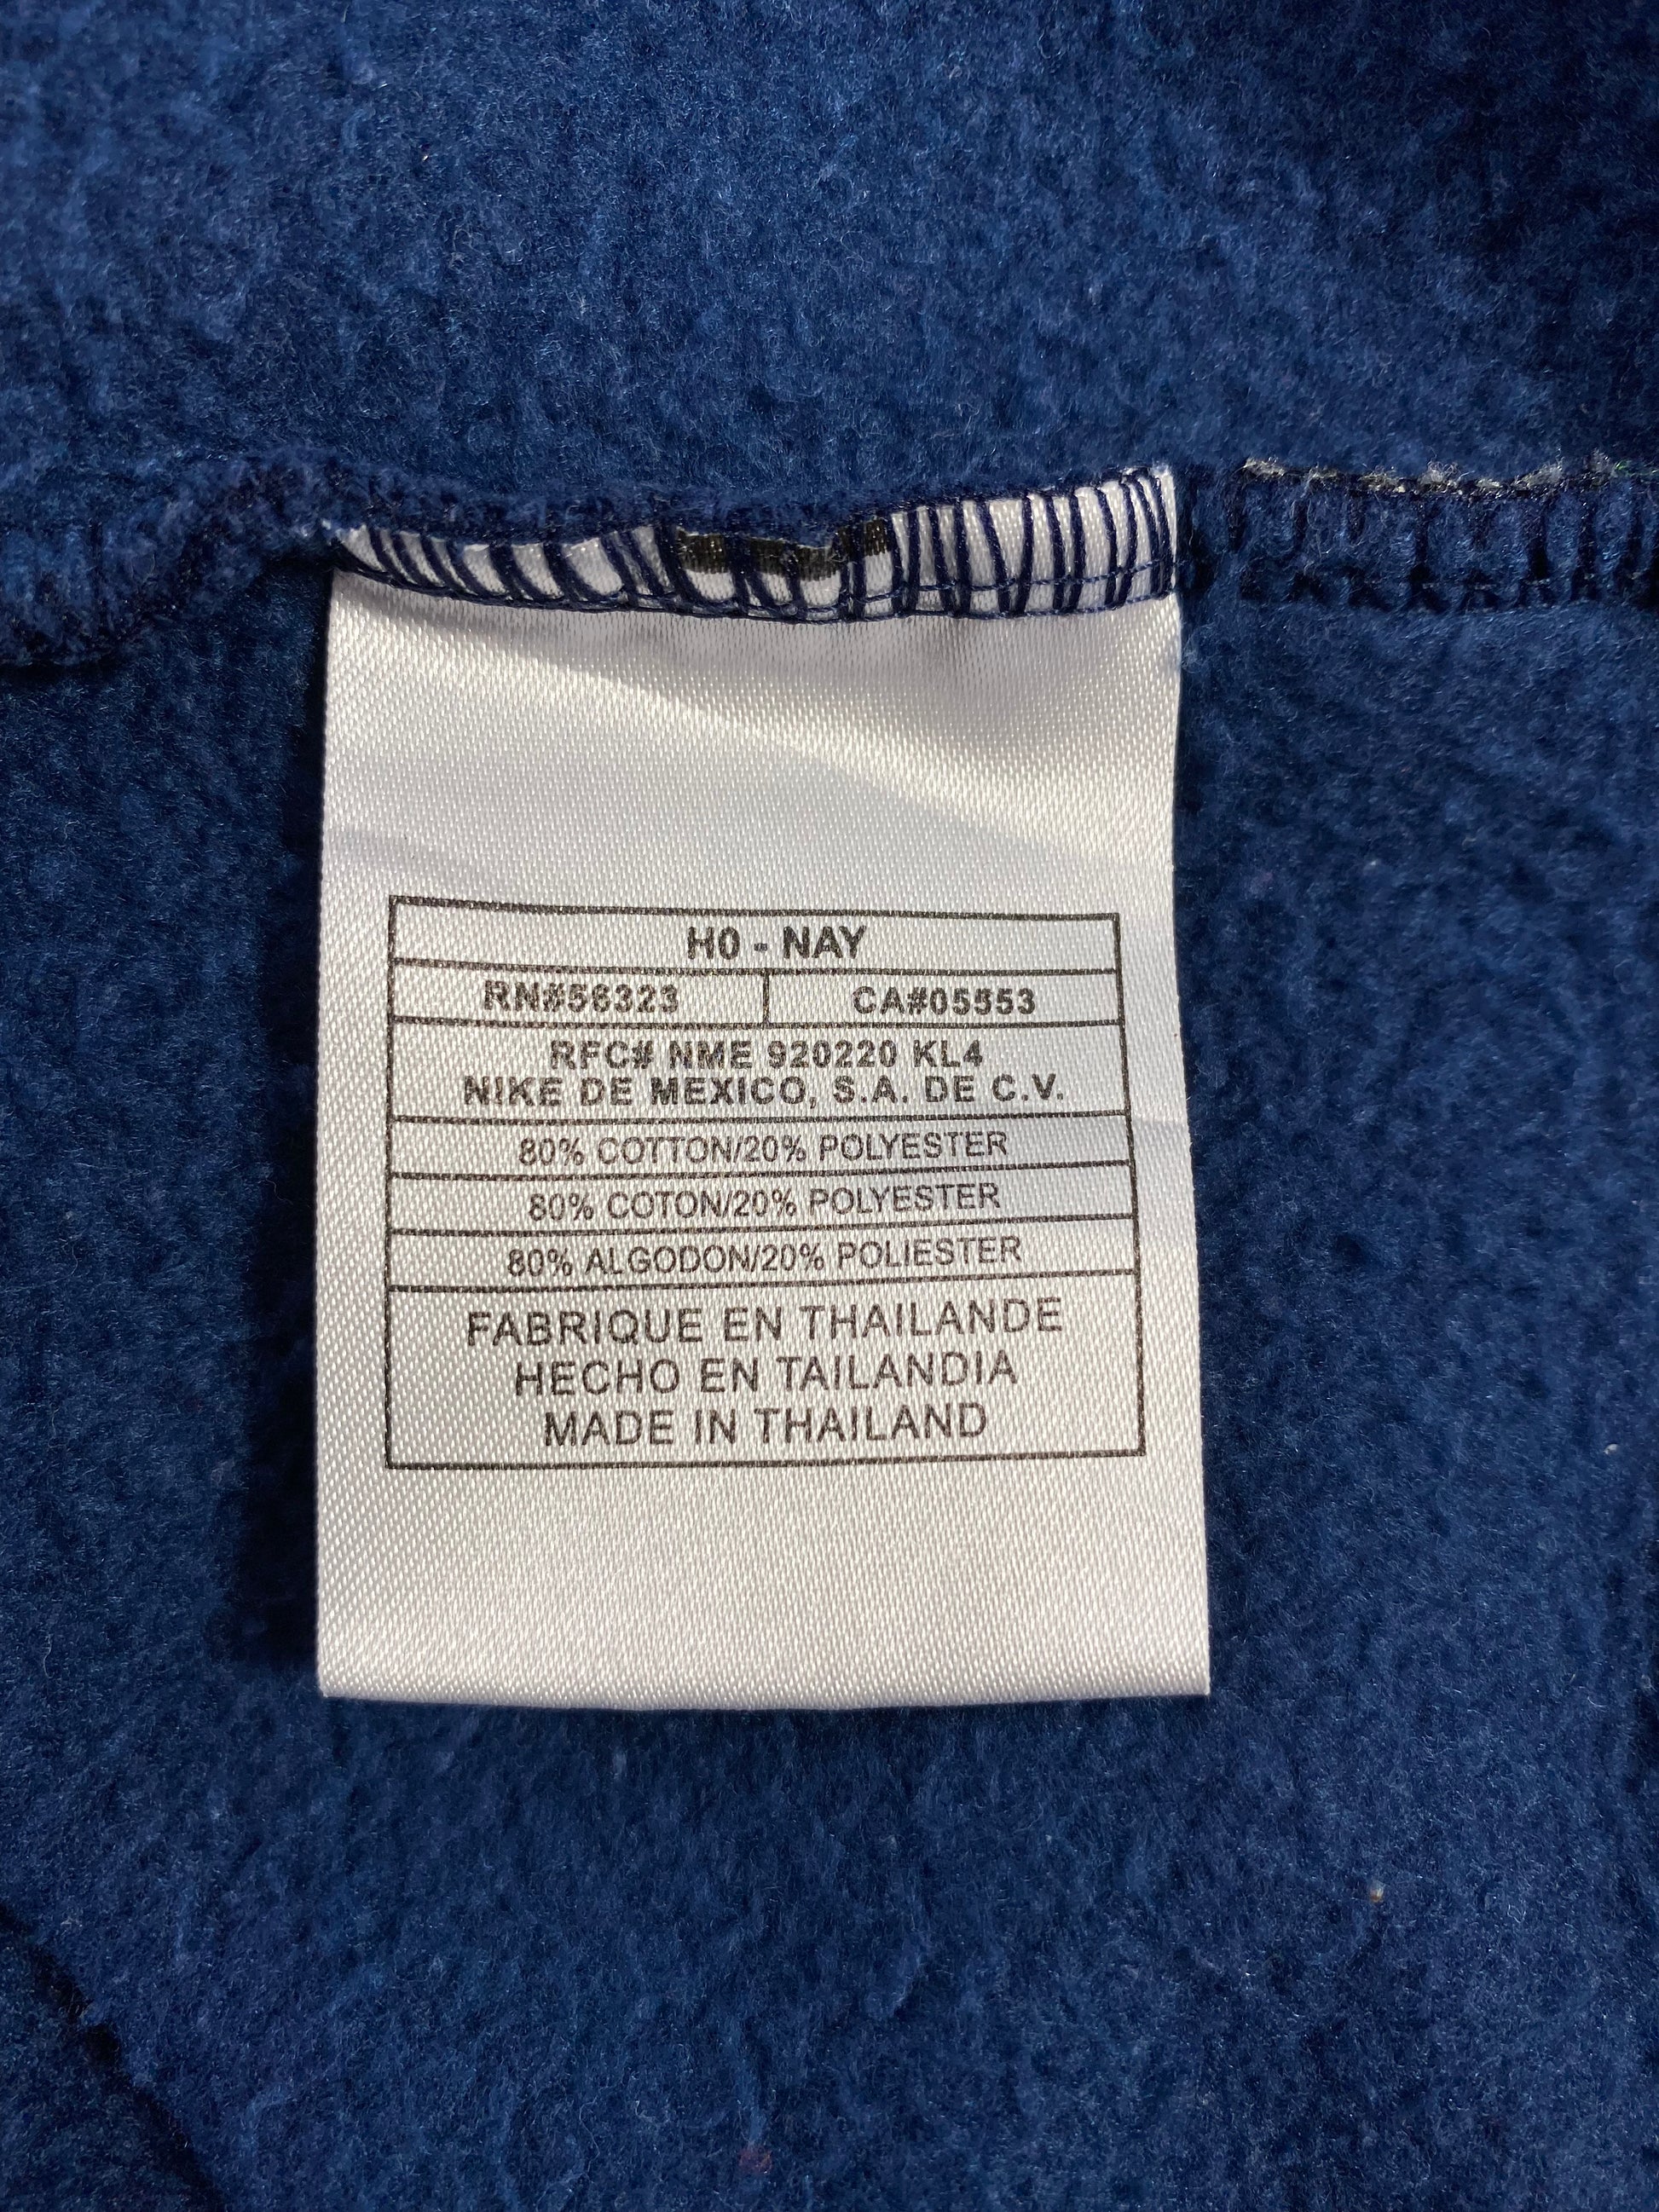 H0 - NAY
RN#56323 CA#05553
RFC# NME 920220 KL4
NIKE DE MEXICO, S.A. DE C.V.
80% COTTON/20% POLYESTER
80% COTON/20% POLYESTER
80% ALGODON/20% POLIESTER
FABRIQUE EN THAILANDE
HECHO EN TAILANDIA
MADE IN THAILAND